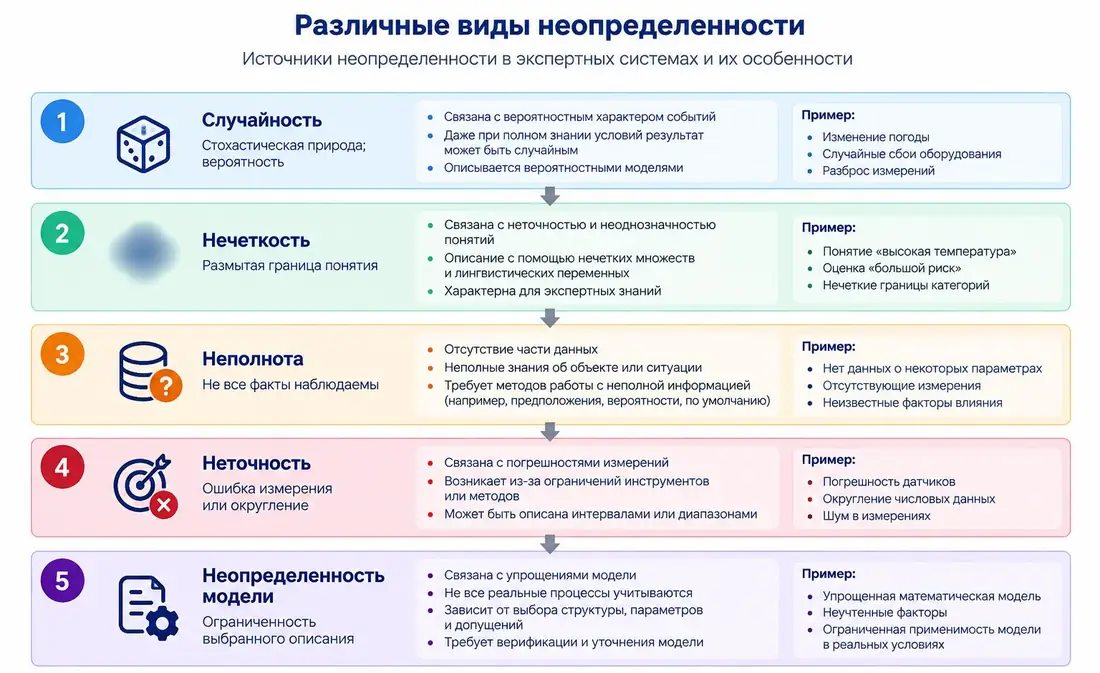 Различные виды неопределенности
Источники неопределенности в экспертных системах и их особенности
1
Случайность
Стохастическая природа;
вероятность
Связана с вероятностным характером событий
Даже при полном знании условий результат
может быть случайным
Описывается вероятностными моделями
Пример:
Изменение погоды
Случайные сбои оборудования
Разброс измерений
2
Нечеткость
Размытая граница понятия
Связана с неточностью и неоднозначностью
понятий
Описание с помощью нечетких множеств
и лингвистических переменных
Характерна для экспертных знаний
Пример:
Понятие «высокая температура»
Оценка «большой риск»
Нечеткие границы категорий
3
?
Неполнота
Не все факты наблюдаемы
Отсутствие части данных
Неполные знания об объекте или ситуации
Требует методов работы с неполной информацией
(например, предположения, вероятности, по умолчанию)
Пример:
Нет данных о некоторых параметрах
Отсутствующие измерения
Неизвестные факторы влияния
4
Неточность
Ошибка измерения
или округление
Связана с погрешностями измерений
Возникает из-за ограничений инструментов
или методов
Может быть описана интервалами или диапазонами
Пример:
Погрешность датчиков
Округление числовых данных
Шум в измерениях
5
Неопределенность
модели
Ограниченность
выбранного описания
Связана с упрощениями модели
Не все реальные процессы учитываются
Зависит от выбора структуры, параметров
и допущений
Требует верификации и уточнения модели
Пример:
Упрощенная математическая модель
Неучтенные факторы
Ограниченная применимость модели
в реальных условиях